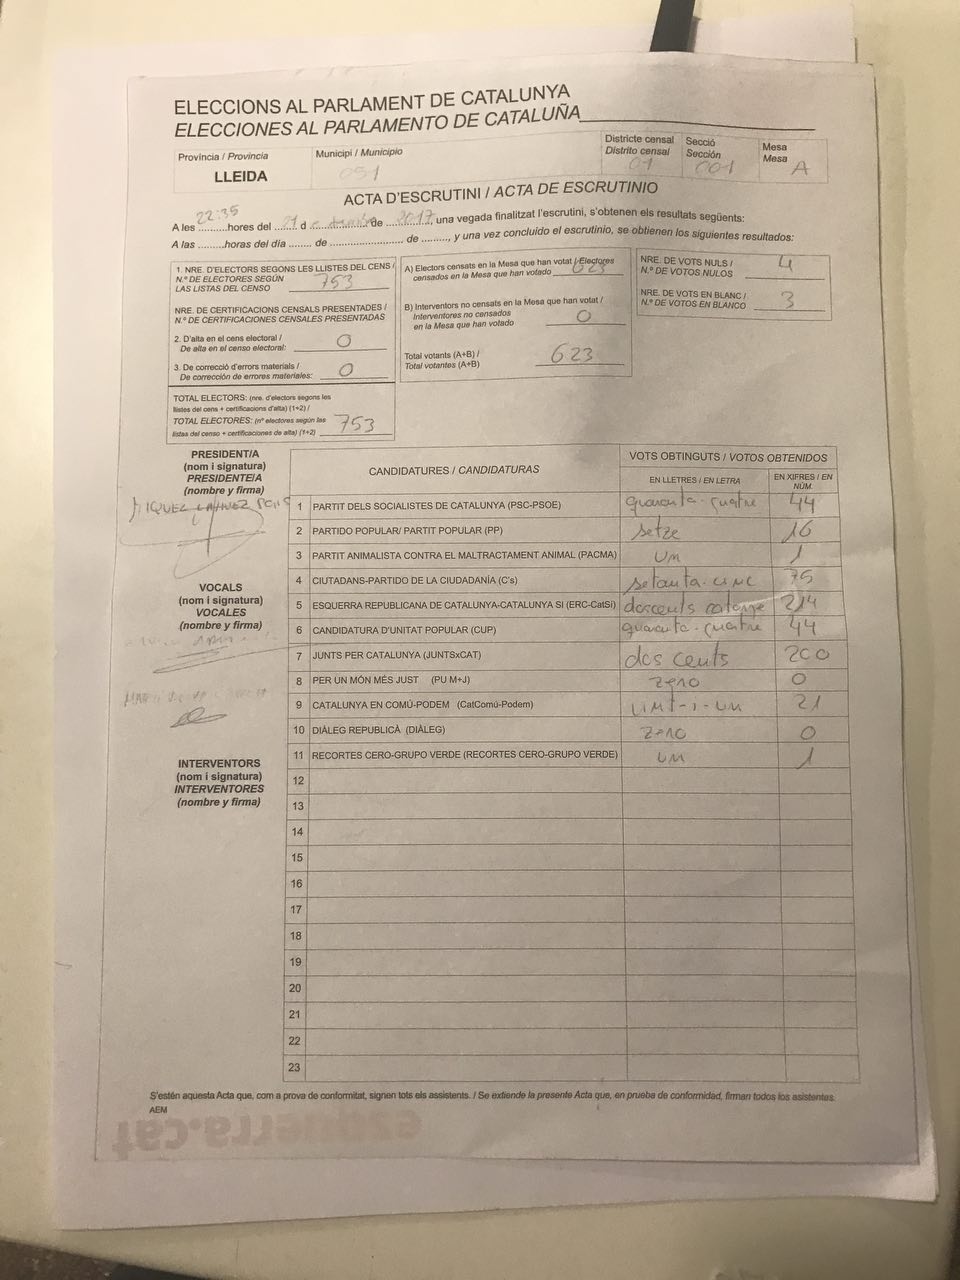 ELECCIONS AL PARLAMENT DE CATALUNYA
ELECCIONES AL PARLAMENTO DE CATALUÑA
Província / Provincia
LLEIDA
Municipi / Municipio
051
Districte censal
Distrito censal
01
Secció
Sección
001
Mesa
Mesa
A
ACTA D'ESCRUTINI / ACTA DE ESCRUTINIO
A les 22:35 hores del 21 d de 2017, una vegada finalitzat l'escrutini, s'obtenen els resultats següents:
A las ........horas del día ....... de ....................... de ........, y una vez concluído el escrutinio, se obtienen los siguientes resultados:
1. NRE. D'ELECTORS SEGONS LES LLISTES DEL CENS /
N.º DE ELECTORES SEGÚN
LAS LISTAS DEL CENSO 753
NRE. DE CERTIFICACIONS CENSALS PRESENTADES /
N.º DE CERTIFICACIONES CENSALES PRESENTADAS
2. D'alta en el cens electoral /
De alta en el censo electoral: 0
3. De correcció d'errors materials /
De corrección de errores materiales: 0
TOTAL ELECTORS: (nre. d'electors segons les
llistes del cens + certificacions d'alta) (1+2) /
TOTAL ELECTORES: (nº electores según las
listas del censo + certificaciones de alta) (1+2) 753
A) Electors censats en la Mesa que han votat / Electores
censados en la Mesa que han votado 623
B) Interventors no censats en la Mesa que han votat /
Interventores no censados
en la Mesa que han votado 0
Total votants (A+B) /
Total votantes (A+B) 623
NRE. DE VOTS NULS /
N.º DE VOTOS NULOS 4
NRE. DE VOTS EN BLANC /
N.º DE VOTOS EN BLANCO 3
PRESIDENT/A
(nom i signatura)
PRESIDENTE/A
(nombre y firma)
MIQUEL
VOCALS
(nom i signatura)
VOCALES
(nombre y firma)
INTERVENTORS
(nom i signatura)
INTERVENTORES
(nombre y firma)
CANDIDATURES / CANDIDATURAS
VOTS OBTINGUTS / VOTOS OBTENIDOS
EN LLETRES / EN LETRA
EN XIFRES / EN
NÚM.
1 PARTIT DELS SOCIALISTES DE CATALUNYA (PSC-PSOE) quaranta-quatre 44
2 PARTIDO POPULAR/ PARTIT POPULAR (PP) setze 16
3 PARTIT ANIMALISTA CONTRA EL MALTRACTAMENT ANIMAL (PACMA) un 1
4 CIUTADANS-PARTIDO DE LA CIUDADANÍA (C's) setanta-cinc 75
5 ESQUERRA REPUBLICANA DE CATALUNYA-CATALUNYA SÍ (ERC-CatSí) doscents catorze 214
6 CANDIDATURA D'UNITAT POPULAR (CUP) quaranta-quatre 44
7 JUNTS PER CATALUNYA (JUNTSxCAT) dos cents 200
8 PER UN MÓN MÉS JUST (PU M+J) zero 0
9 CATALUNYA EN COMÚ-PODEM (CatComú-Podem) vint-i-un 21
10 DIÀLEG REPUBLICÀ (DIÀLEG) zero 0
11 RECORTES CERO-GRUPO VERDE (RECORTES CERO-GRUPO VERDE) un 1
12
13
14
15
16
17
18
19
20
21
22
23
S'estén aquesta Acta que, com a prova de conformitat, signen tots els assistents. / Se extiende la presente Acta que, en prueba de conformidad, firman todos los asistentes.
AEM
ezquerra.cat